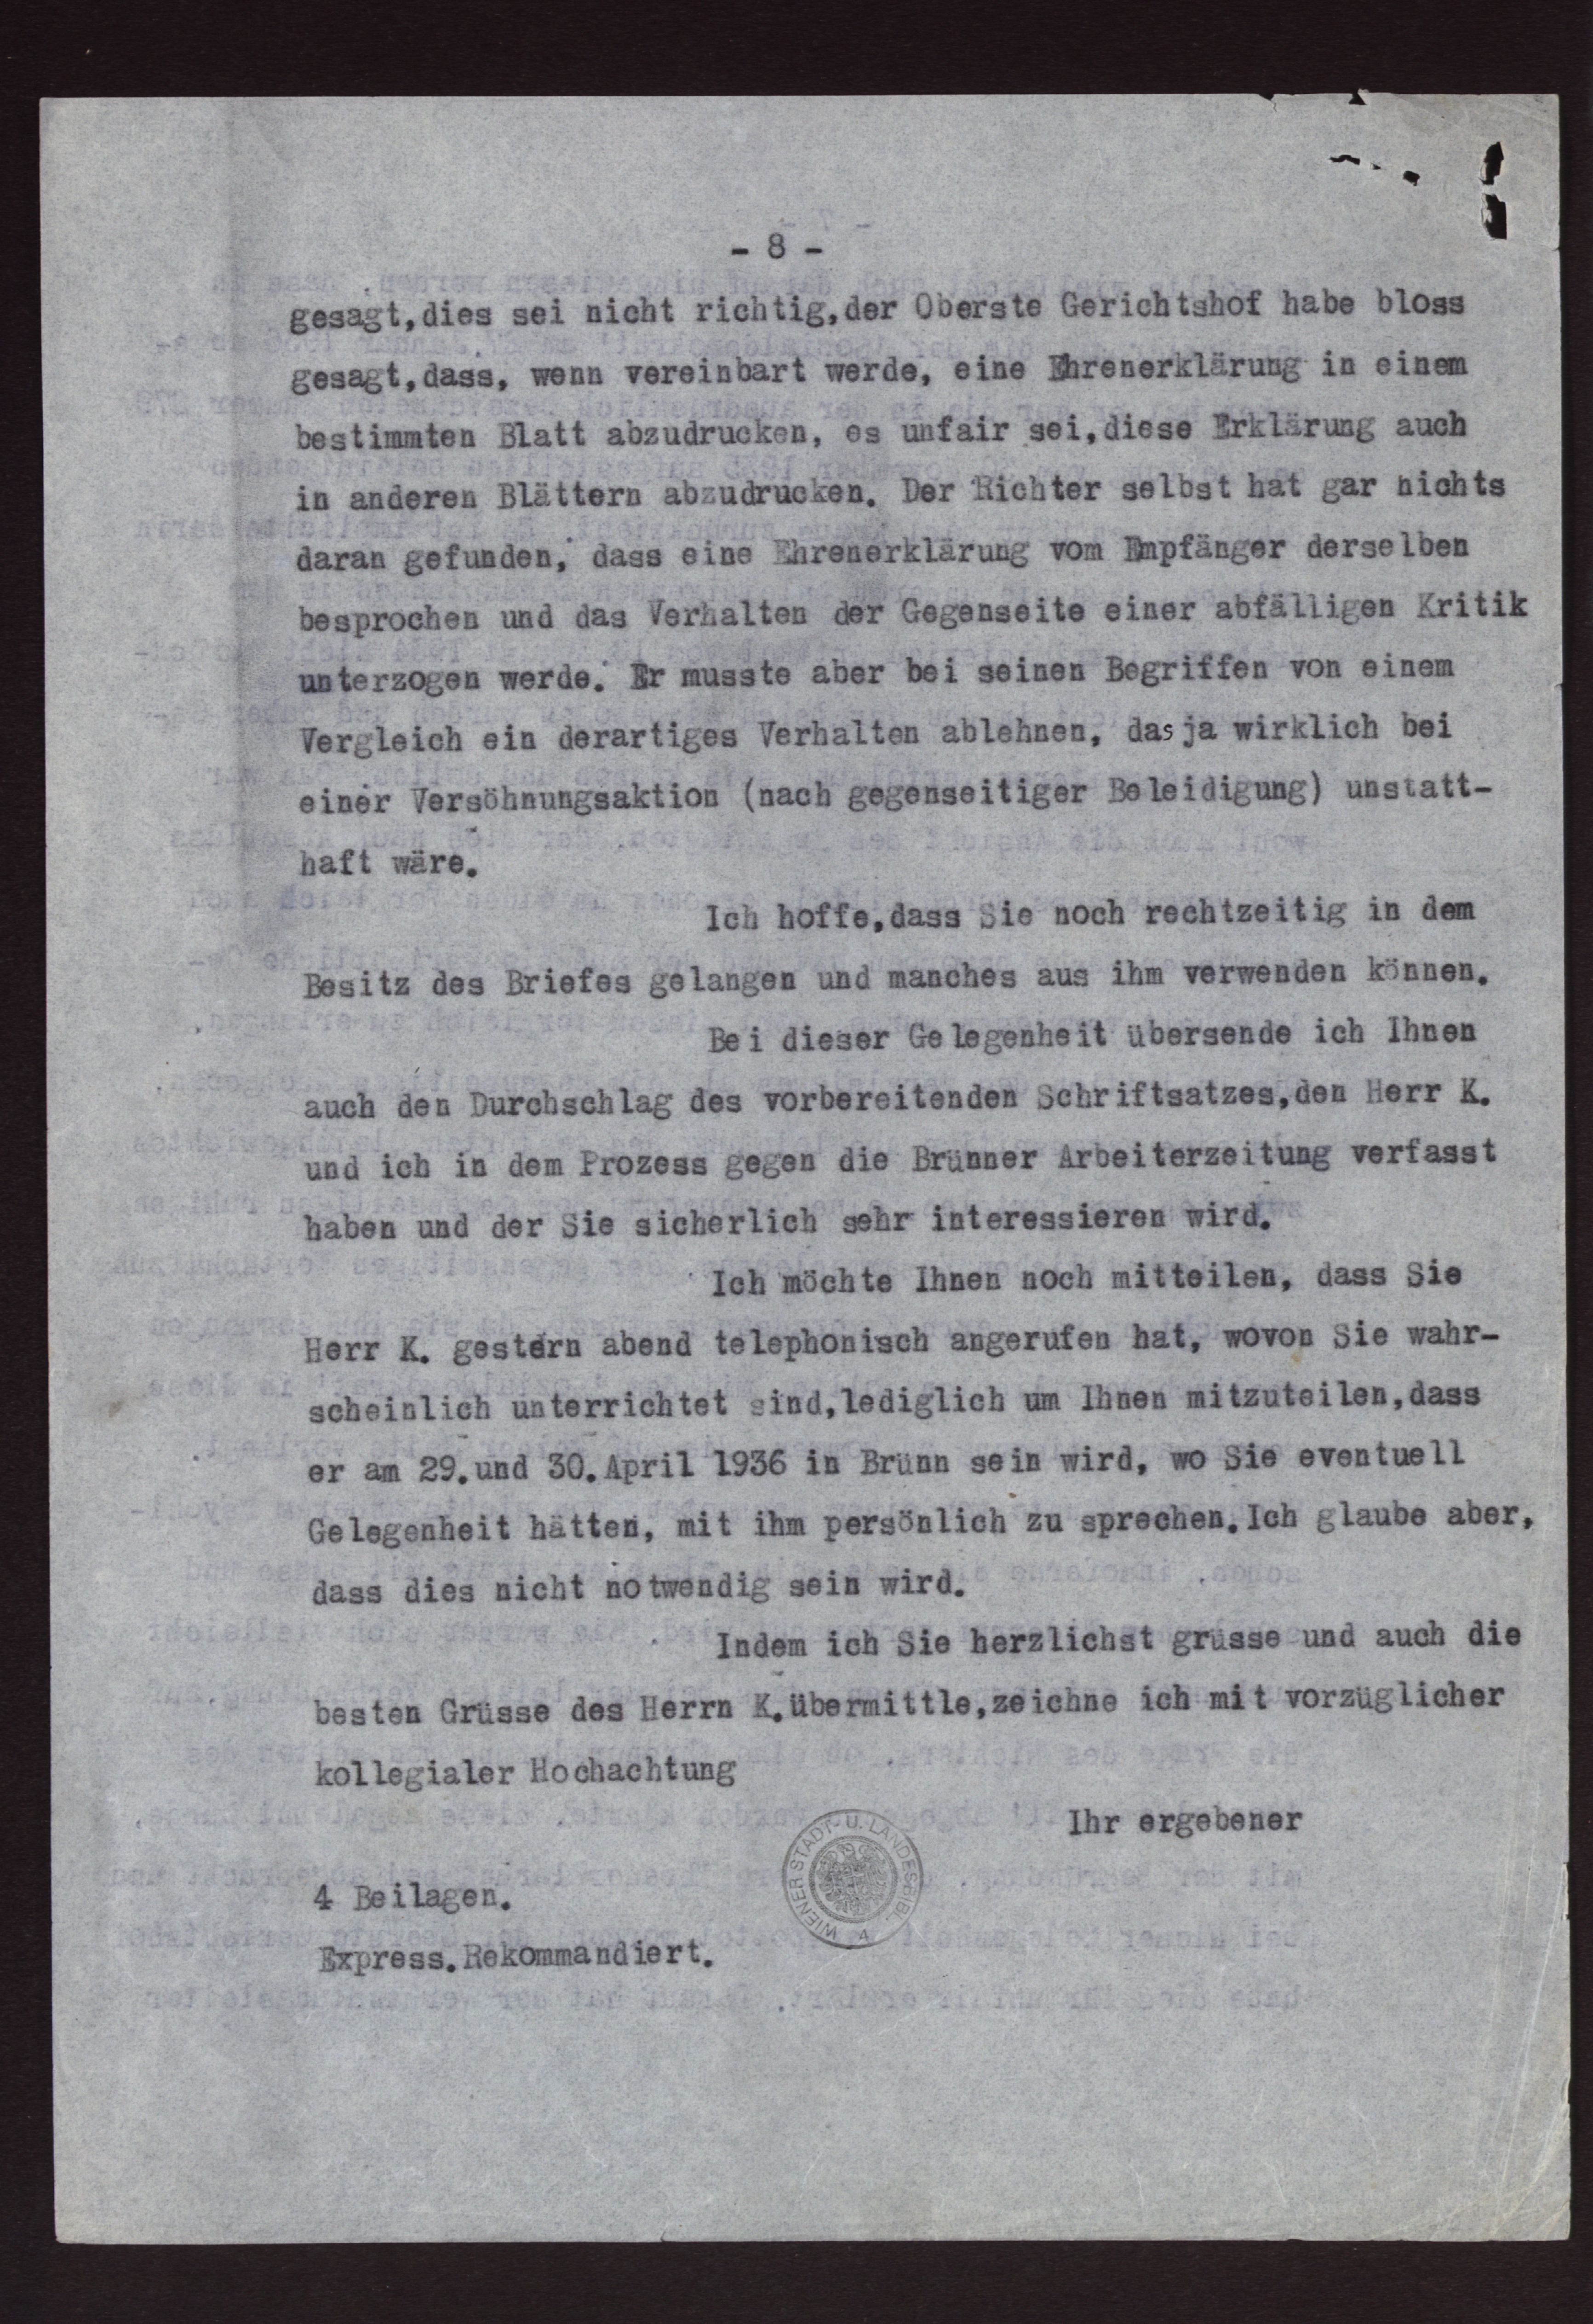 - 8 -
gesagt,dies sei nicht richtig,der Oberste Gerichtshof habe bloss
gesagt,dass, wenn vereinbart werde, eine Ehrenerklärung in einem
bestimmten Blatt abzudrucken, es unfair sei,diese Erklärung auch
in anderen Blättern abzudrucken. Der Richter selbst hat gar nichts
daran gefunden, dass eine Ehrenerklärung vom Empfänger derselben
besprochen und das Verhalten der Gegenseite einer abfälligen Kritik
unterzogen werde. Er musste aber bei seinen Begriffen von einem
Vergleich ein derartiges Verhalten ablehnen, das ja wirklich bei
einer Versöhnungsaktion (nach gegenseitiger Beleidigung) unstatt-
haft wäre.
Ich hoffe,dass Sie noch rechtzeitig in dem
Besitz des Briefes gelangen und manches aus ihm verwenden können.
Bei dieser Gelegenheit übersende ich Ihnen
auch den Durchschlag des vorbereitenden Schriftsatzes,den Herr K.
und ich in dem Prozess gegen die Brünner Arbeiterzeitung verfasst
haben und der Sie sicherlich sehr interessieren wird.
Ich möchte Ihnen noch mitteilen, dass Sie
Herr K. gestern abend telephonisch angerufen hat, wovon Sie wahr-
scheinlich unterrichtet sind,lediglich um Ihnen mitzuteilen,dass
er am 29.und 30.April 1936 in Brünn sein wird, wo Sie eventuell
Gelegenheit hätten, mit ihm persönlich zu sprechen.Ich glaube aber,
dass dies nicht notwendig sein wird.
Indem ich Sie herzlichst grüsse und auch die
besten Grüsse des Herrn K.übermittle,zeichne ich mit vorzüglicher
kollegialer Hochachtung
Ihr ergebener
WIENER STADT- U. LANDESBIBL.
4
4 Beilagen.
Express.Rekommandiert.